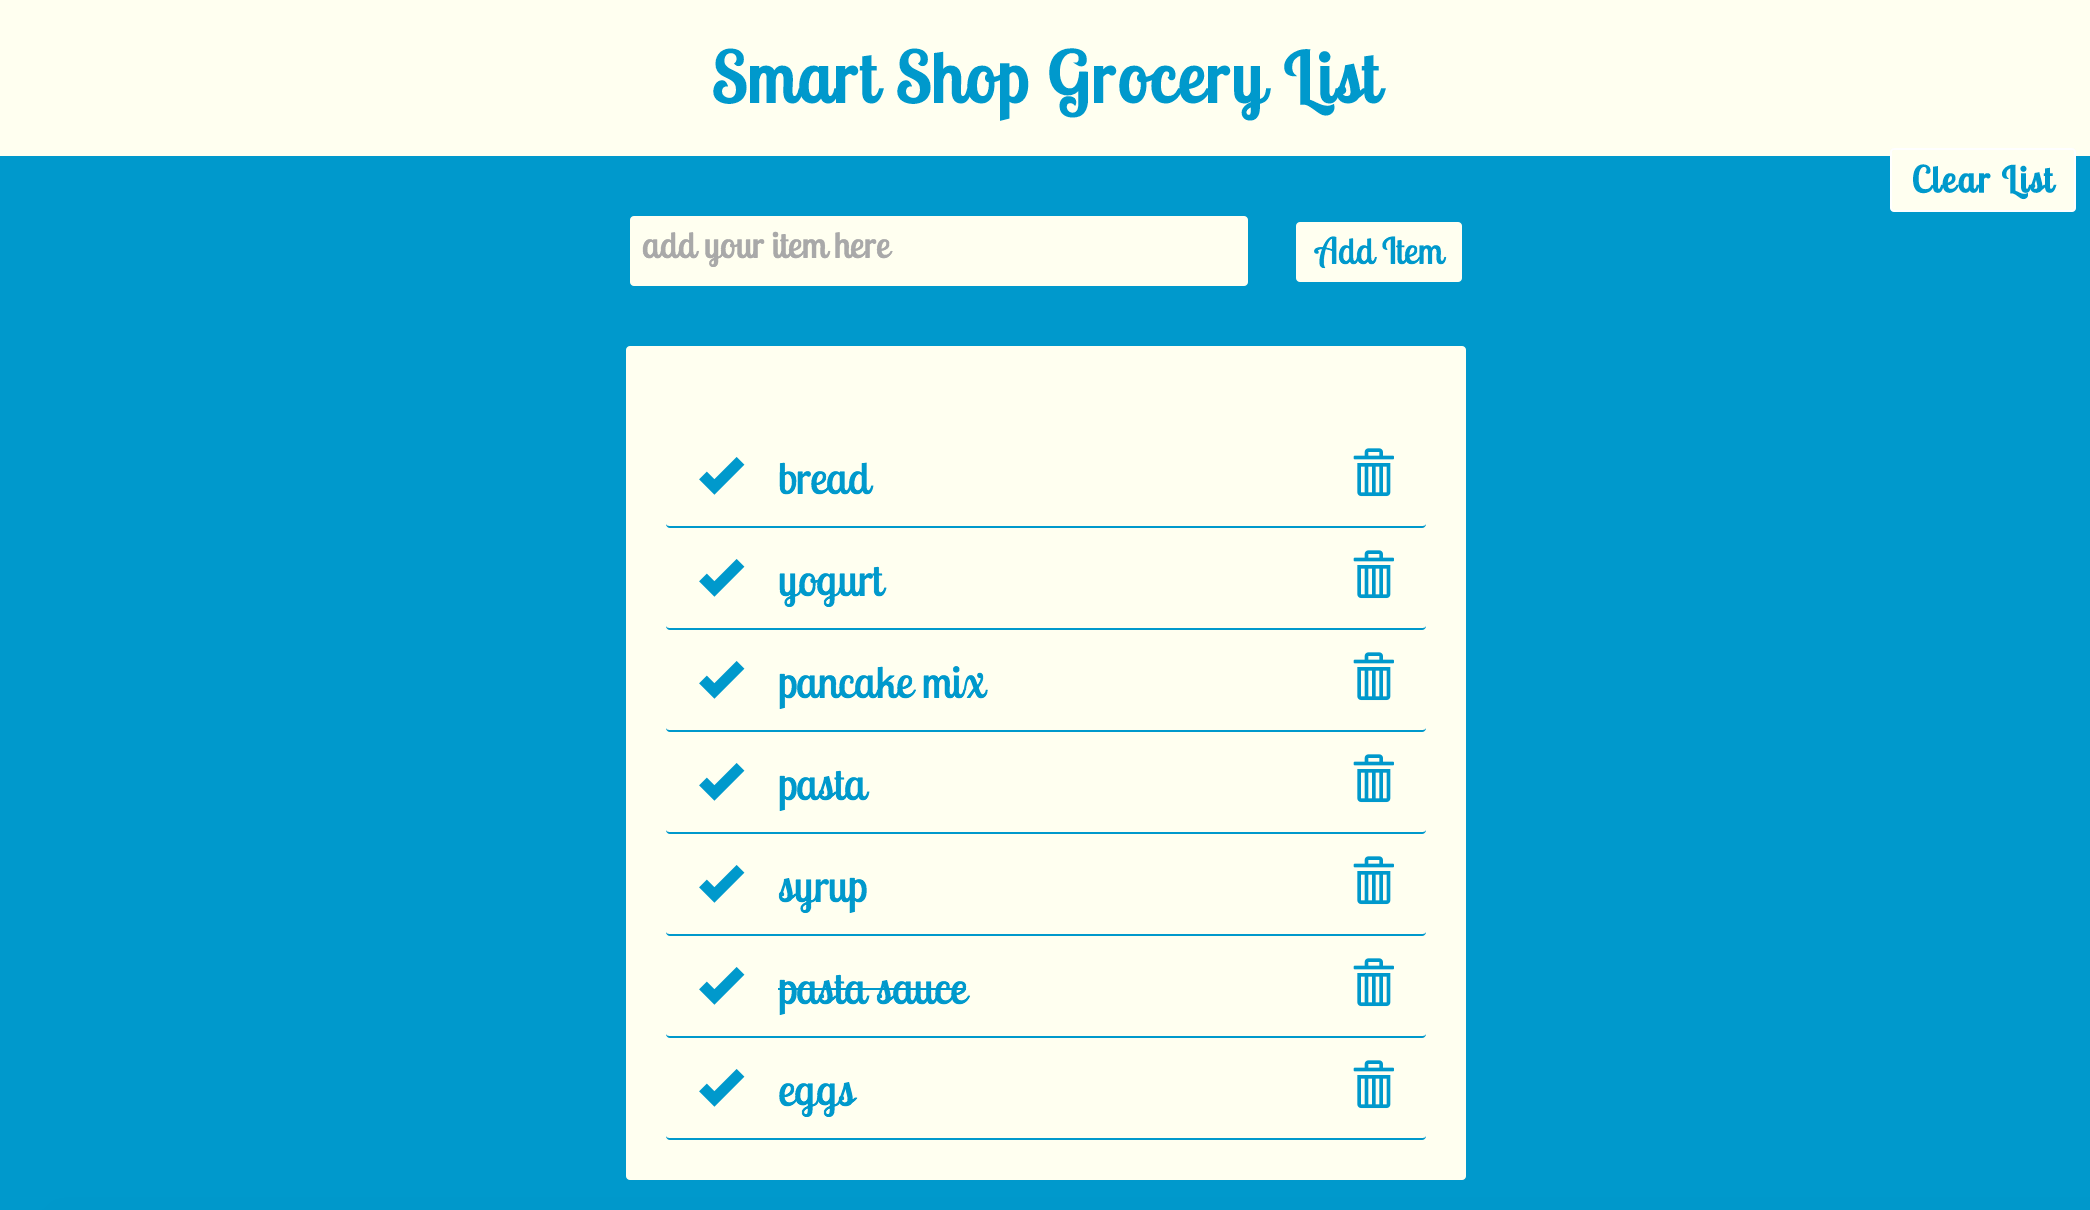 Smart Shop Grocery List
Clear List
add your item here
Add Item
bread
yogurt
pancake mix
pasta
syrup
pasta sauce
eggs